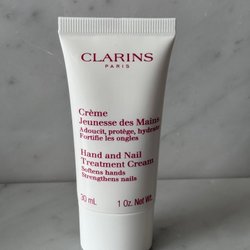 CLARINS
PARIS
Crème
Jeunesse des Mains
Adoucit, protège, hydrate
Fortifie les ongles
Hand and Nail
Treatment Cream
Softens hands
Strengthens nails
30 mL 1 Oz. Net Wt.